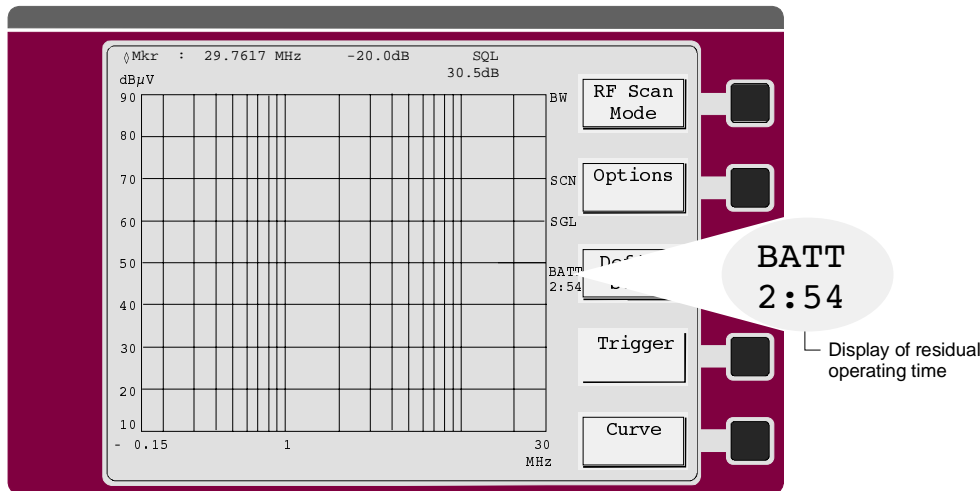 ◊Mkr : 29.7617 MHz -20.0dB SQL
30.5dB
dBµV
90
80
70
60
50
40
30
20
10
- 0.15 1 30
MHz
BW
SCN
SGL
BATT
2:54
RF Scan
Mode
Options
Trigger
Curve
BATT
2:54
Display of residual
operating time